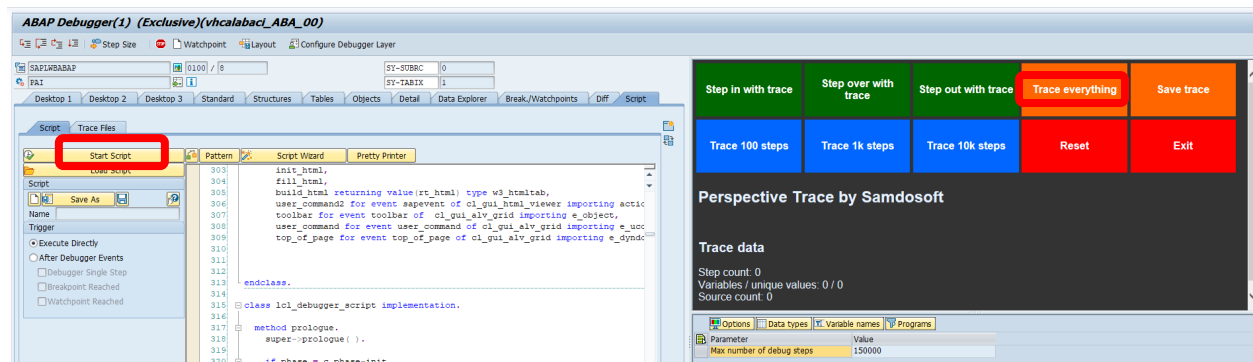 ABAP Debugger(1) (Exclusive)(vhcalabaci_ABA_00)
Step Size Watchpoint Layout Configure Debugger Layer
SAPLWBABAP 0100 / 8 SY-SUBRC 0
PAI SY-TABIX 1
Desktop 1 Desktop 2 Desktop 3 Standard Structures Tables Objects Detail Data Explorer Break./Watchpoints Diff Script
Script Trace Files
Start Script Pattern Script Wizard Pretty Printer
Load Script
Script
Save As
Name
Trigger
Execute Directly
After Debugger Events
Debugger Single Step
Breakpoint Reached
Watchpoint Reached
303 init_html,
304 fill_html,
305 build_html returning value(rt_html) type w3_htmltab,
306 user_command2 for event sapevent of cl_gui_html_viewer importing actio
307 toolbar for event toolbar of cl_gui_alv_grid importing e_object,
308 user_command for event user_command of cl_gui_alv_grid importing e_uco
309 top_of_page for event top_of_page of cl_gui_alv_grid importing e_dyndo
310
311
312
313 endclass.
314
315 class lcl_debugger_script implementation.
316
317 method prologue.
318 super->prologue( ).
319
320 if phase = c_phase-init
Step in with trace
Step over with
trace
Step out with trace
Trace everything
Save trace
Trace 100 steps
Trace 1k steps
Trace 10k steps
Reset
Exit
Perspective Trace by Samdosoft
Trace data
Step count: 0
Variables / unique values: 0 / 0
Source count: 0
Options Data types Variable names Programs
Parameter Value
Max number of debug steps 150000